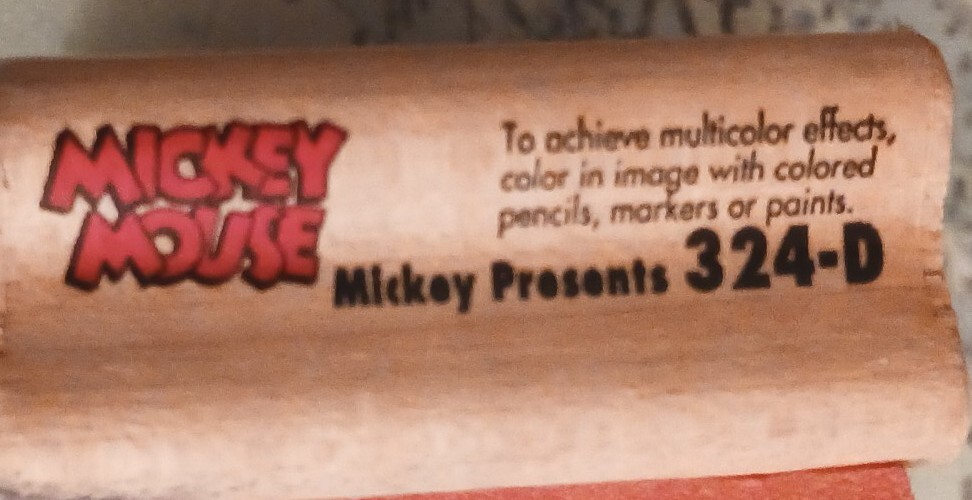 MICKEY
MOUSE
To achieve multicolor effects,
color in image with colored
pencils, markers or paints.
Mickey Presents 324-D